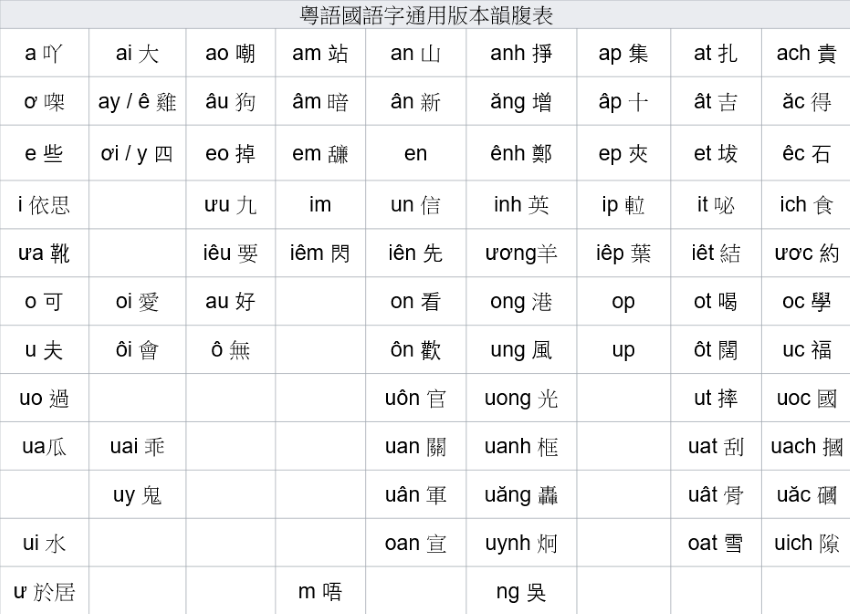 粵語國語字通用版本韻腹表
a 吖 ai 大 ao 嘲 am 站 an 山 anh 掙 ap 集 at 扎 ach 貴
ơ 㗎 ay / ê 雞 âu 狗 âm 暗 ân 新 ăng 增 âp 十 ât 吉 ăc 得
e 些 ơi / y 四 eo 掉 em 䑛 en ênh 鄭 ep 夾 et 坺 êc 石
i 依思 ưu 九 im un 信 inh 英 ip 𨋢 it 咇 ich 食
ưa 靴 iêu 要 iêm 閃 iên 先 ương羊 iêp 葉 iêt 結 ươc 約
o 可 oi 愛 au 好 on 看 ong 港 op ot 喝 oc 學
u 夫 ôi 會 ô 無 ôn 歡 ung 風 up ôt 闊 uc 福
uo 過 uôn 官 uong 光 ut 摔 uoc 國
ua瓜 uai 乖 uan 關 uanh 框 uat 刮 uach 摑
uy 鬼 uân 軍 uăng 轟 uât 骨 uăc 砸
ui 水 oan 宣 uynh 炯 oat 雪 uich 隙
ư 於居 m 唔 ng 吳